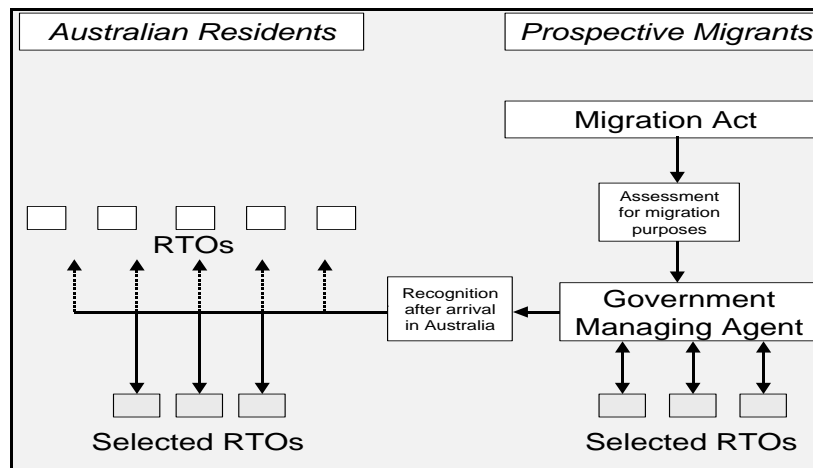 Australian Residents
Prospective Migrants
Migration Act
Assessment
for migration
purposes
RTOs
Recognition
after arrival
in Australia
Government
Managing Agent
Selected RTOs
Selected RTOs